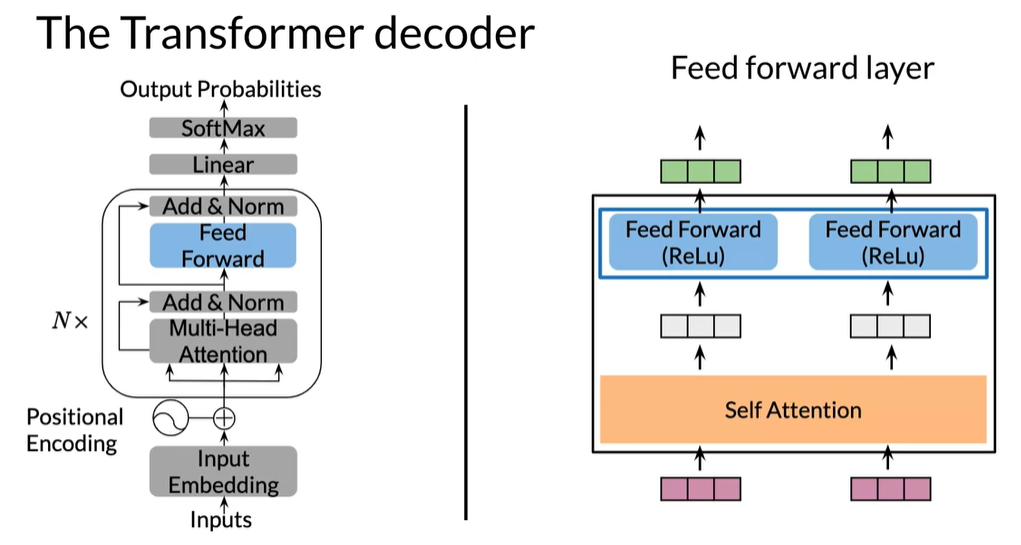 The Transformer decoder
Output Probabilities
SoftMax
Linear
Add & Norm
Feed
Forward
Add & Norm
Multi-Head
Attention
N×
Positional
Encoding
Input
Embedding
Inputs
Feed forward layer
Feed Forward
(ReLu)
Feed Forward
(ReLu)
Self Attention